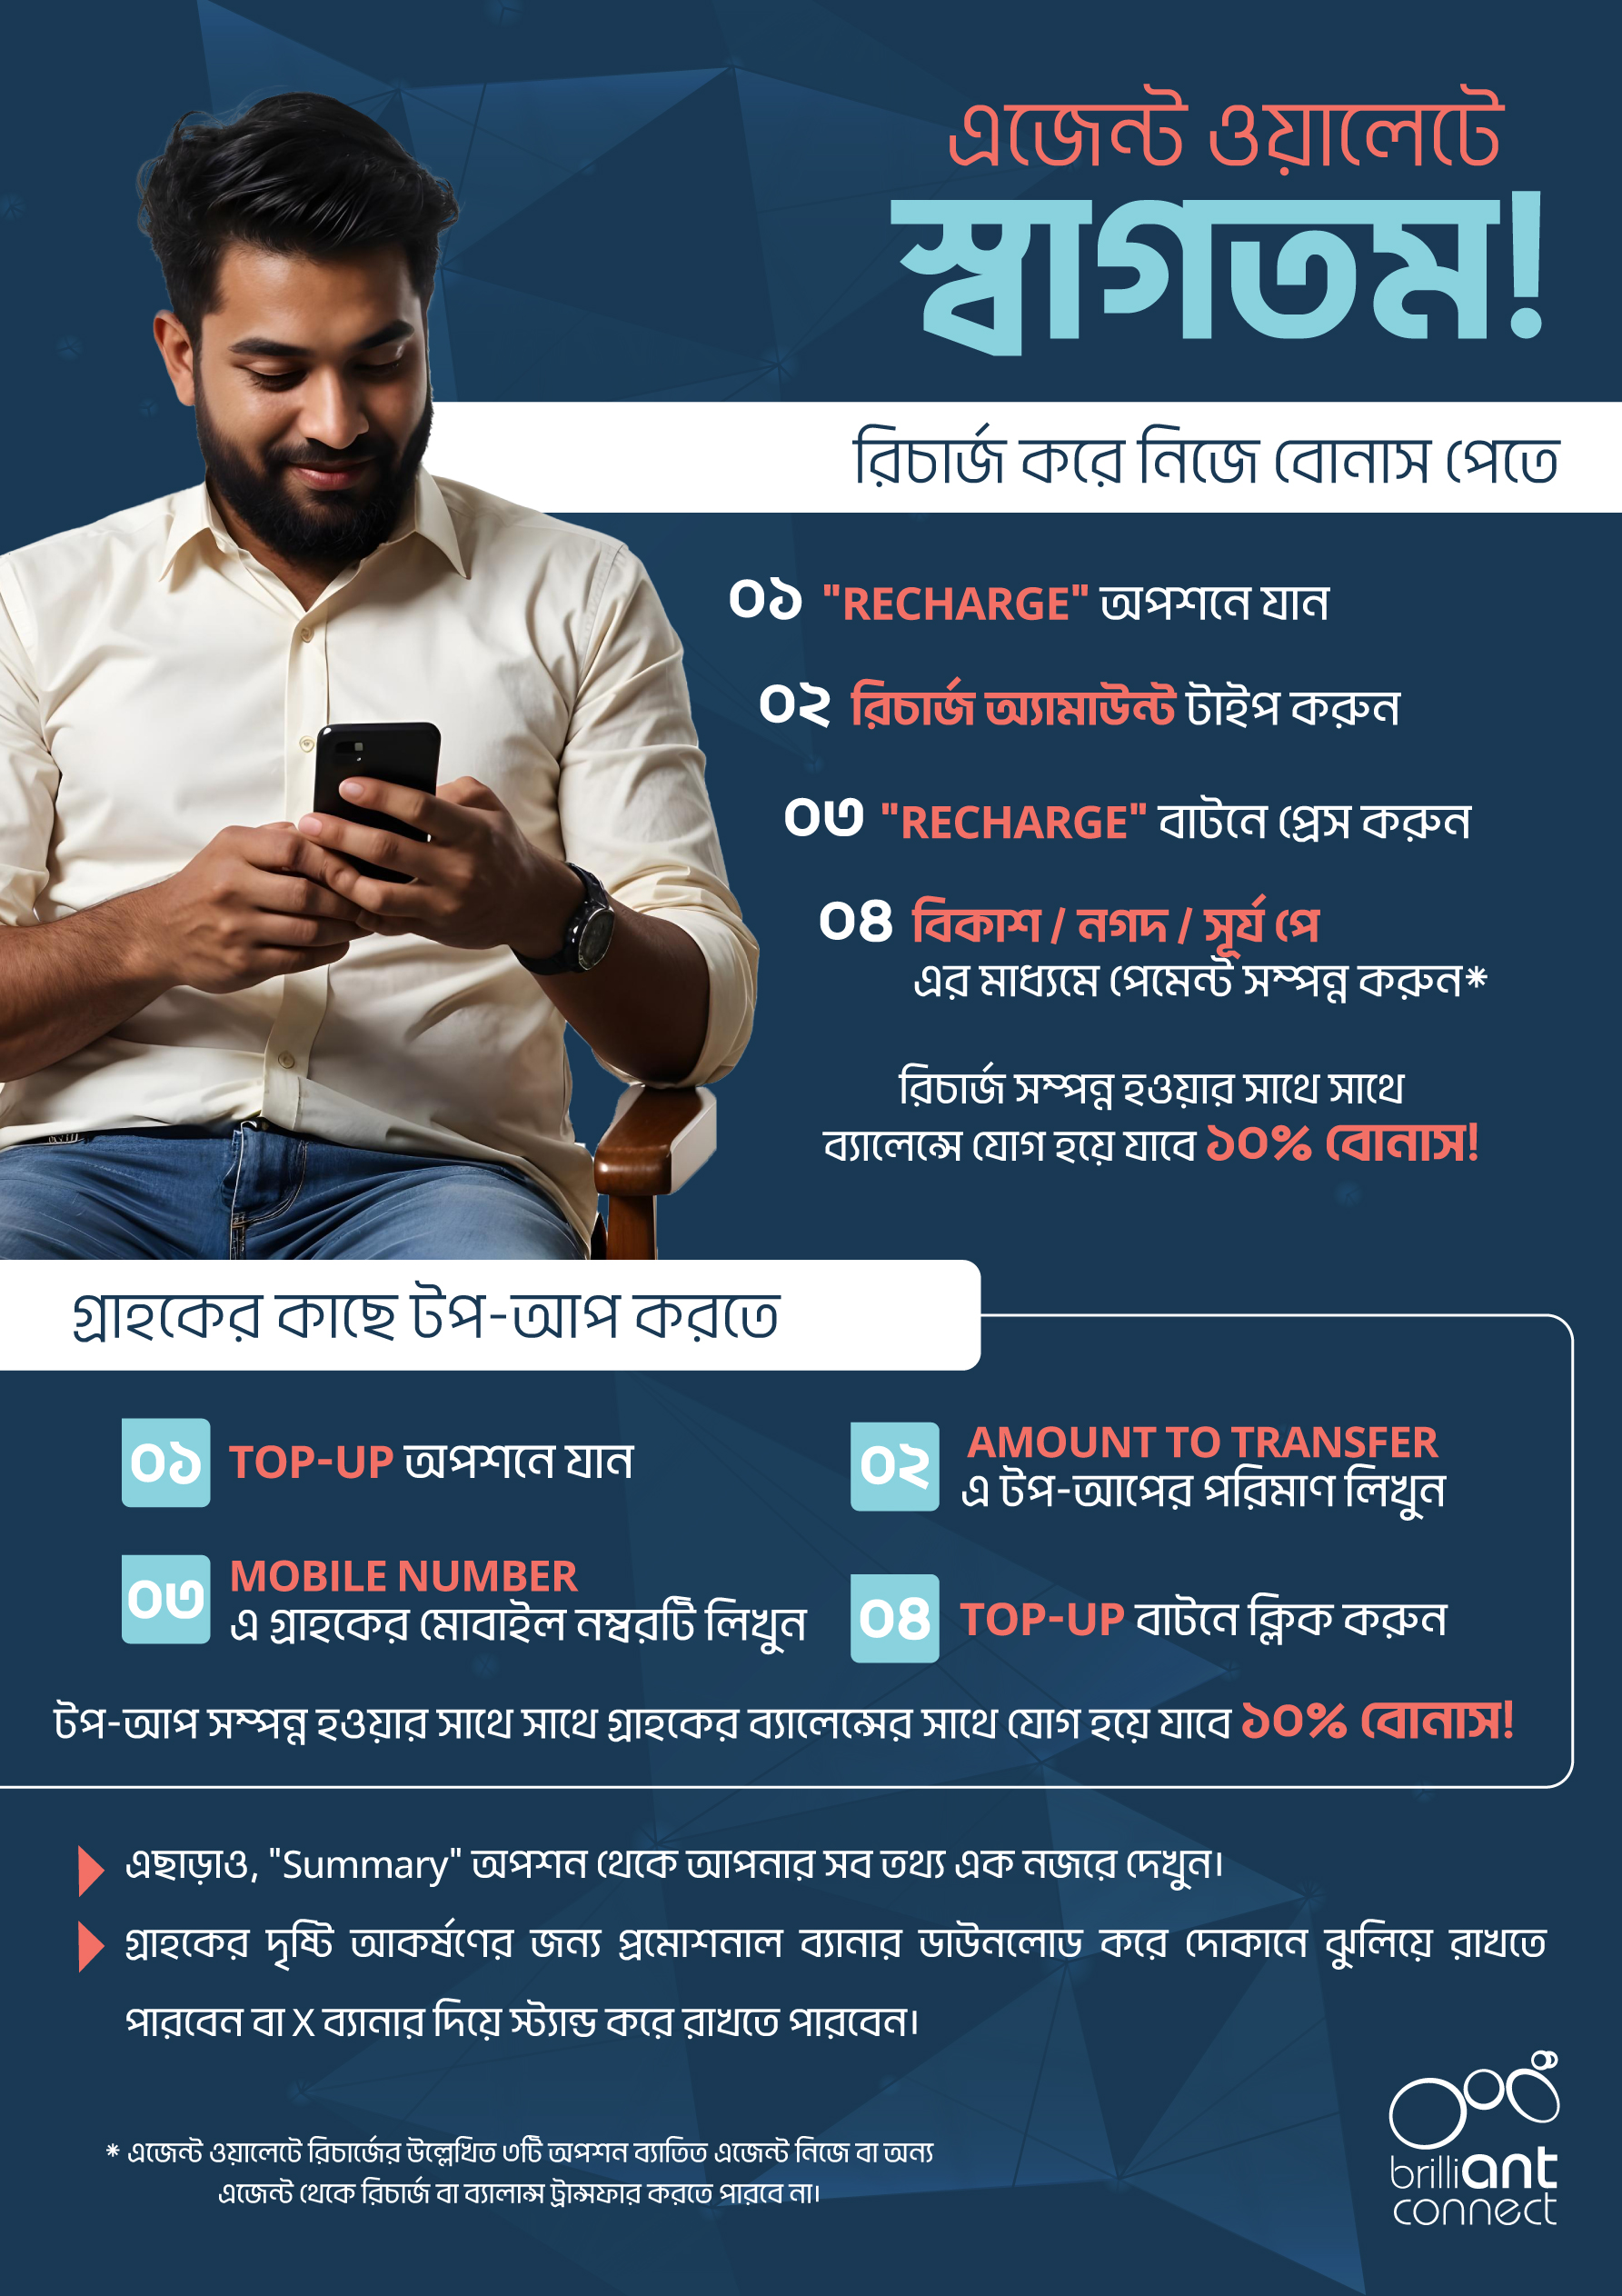 এজেন্ট ওয়ালেটে
স্বাগতম!
রিচার্জ করে নিজে বোনাস পেতে
০১ "RECHARGE" অপশনে যান
০২ রিচার্জ অ্যামাউন্ট টাইপ করুন
০৩ "RECHARGE" বাটনে প্রেস করুন
০৪ বিকাশ / নগদ / সূর্য পে
এর মাধ্যমে পেমেন্ট সম্পন্ন করুন*
রিচার্জ সম্পন্ন হওয়ার সাথে সাথে
ব্যালেন্সে যোগ হয়ে যাবে ১০% বোনাস!
গ্রাহকের কাছে টপ-আপ করতে
০১ TOP-UP অপশনে যান
০২ AMOUNT TO TRANSFER
এ টপ-আপের পরিমাণ লিখুন
০৩ MOBILE NUMBER
এ গ্রাহকের মোবাইল নম্বরটি লিখুন
০৪ TOP-UP বাটনে ক্লিক করুন
টপ-আপ সম্পন্ন হওয়ার সাথে সাথে গ্রাহকের ব্যালেন্সের সাথে যোগ হয়ে যাবে ১০% বোনাস!
এছাড়াও, "Summary" অপশন থেকে আপনার সব তথ্য এক নজরে দেখুন।
গ্রাহকের দৃষ্টি আকর্ষণের জন্য প্রমোশনাল ব্যানার ডাউনলোড করে দোকানে ঝুলিয়ে রাখতে
পারবেন বা X ব্যানার দিয়ে স্ট্যান্ড করে রাখতে পারবেন।
* এজেন্ট ওয়ালেটে রিচার্জের উল্লেখিত ৩টি অপশন ব্যাতিত এজেন্ট নিজে বা অন্য
এজেন্ট থেকে রিচার্জ বা ব্যালান্স ট্রান্সফার করতে পারবে না।
brilliant
connect